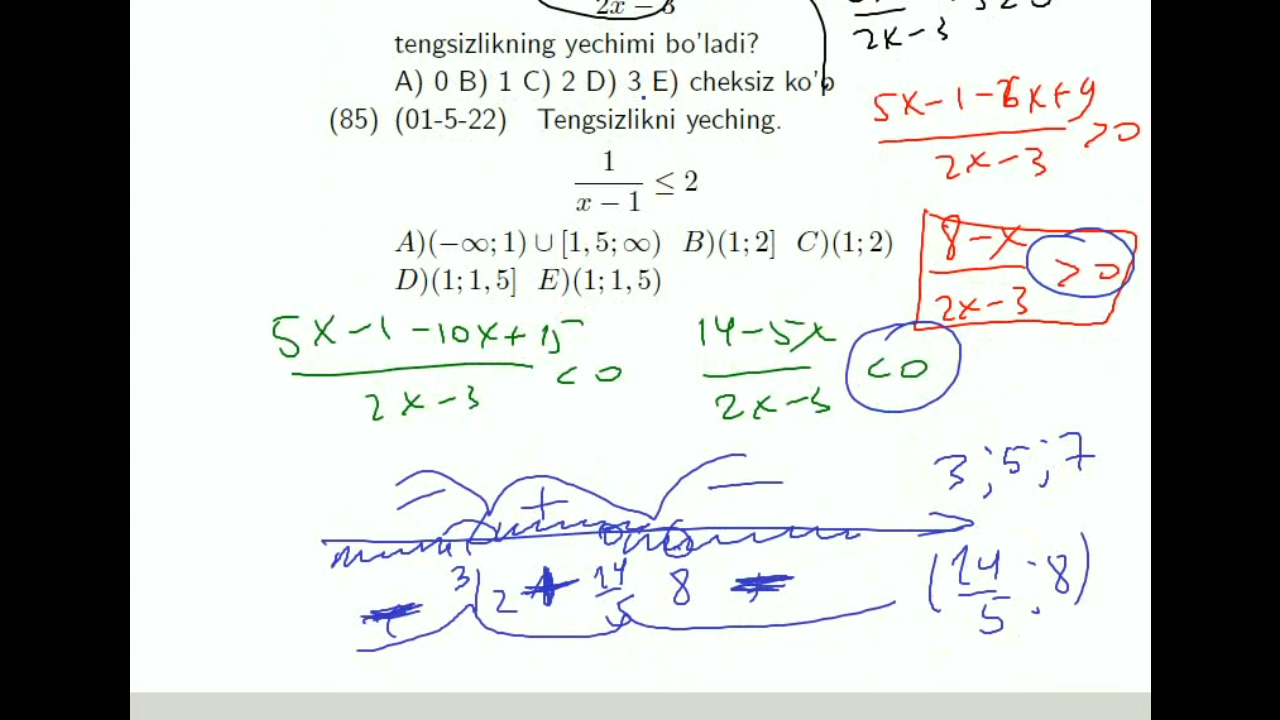 2x − 3
2x-3
tengsizlikning yechimi bo'ladi?
A) 0 B) 1 C) 2 D) 3 E) cheksiz ko'p
(85) (01-5-22) Tengsizlikni yeching.
1/(x − 1) ≤ 2
A)(−∞; 1) ∪ [1, 5; ∞) B)(1; 2] C)(1; 2)
D)(1; 1, 5] E)(1; 1, 5)
5x-1-6x+9
2x-3 >0
8-x
2x-3 >0
5x-1-10x+15
2x-3 <0
14-5x
2x-3 <0
3;5;7
- + -
3/2 14/5 8
(14/5 ; 8)